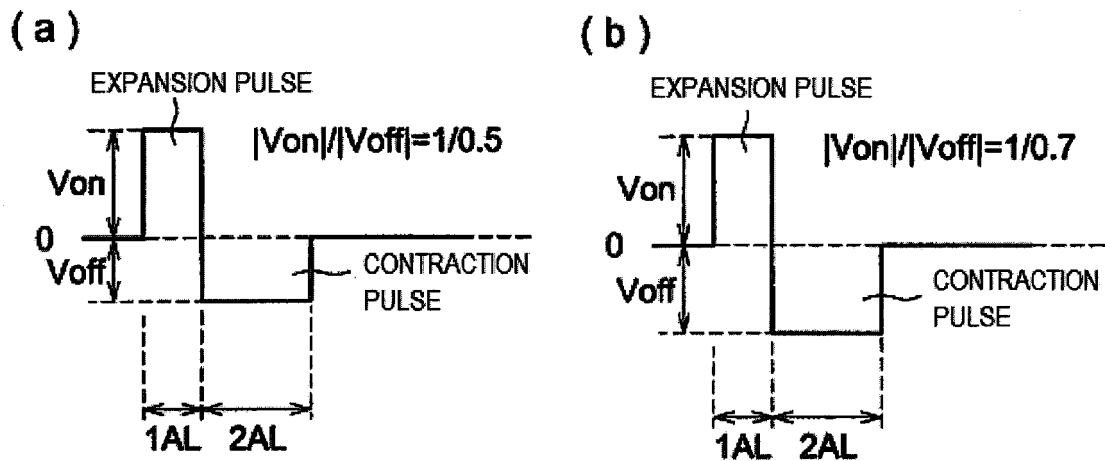 (a)
EXPANSION PULSE
|Von|/|Voff|=1/0.5
Von
0
Voff
CONTRACTION
PULSE
1AL 2AL
(b)
EXPANSION PULSE
|Von|/|Voff|=1/0.7
Von
0
Voff
CONTRACTION
PULSE
1AL 2AL